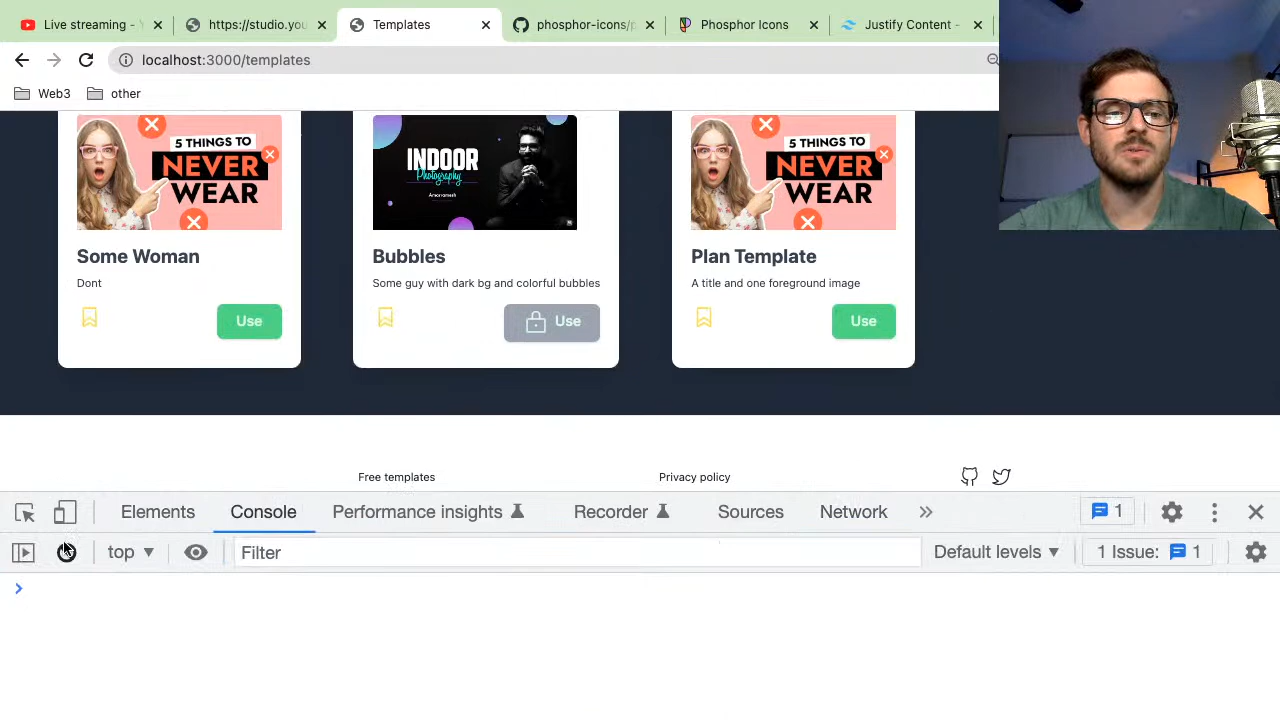 Live streaming -
https://studio.you
Templates
phosphor-icons/p
Phosphor Icons
Justify Content -
localhost:3000/templates
Web3
other
5 THINGS TO
NEVER
WEAR
INDOOR
Photography
5 THINGS TO
NEVER
WEAR
Some Woman
Bubbles
Plan Template
Dont
Some guy with dark bg and colorful bubbles
A title and one foreground image
Use
Use
Use
Free templates
Privacy policy
Elements
Console
Performance insights
Recorder
Sources
Network
1
top
Filter
Default levels
1 Issue:
1